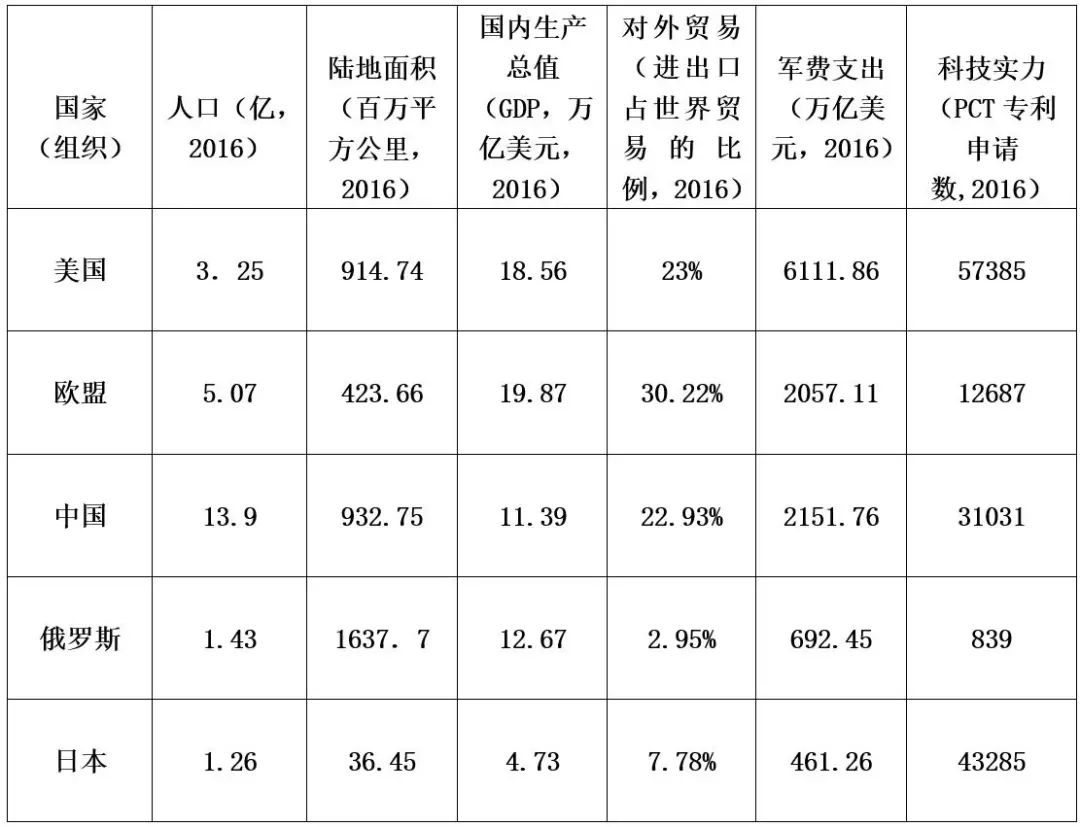 国家
（组织）
人口（亿，
2016）
陆地面积
（百万平
方公里，
2016）
国内生产
总值
（GDP，万
亿美元，
2016）
对外贸易
（进出口
占世界贸
易的比
例，2016）
军费支出
（万亿美
元，2016）
科技实力
（PCT专利
申请
数,2016）
美国 3．25 914.74 18.56 23% 6111.86 57385
欧盟 5.07 423.66 19.87 30.22% 2057.11 12687
中国 13.9 932.75 11.39 22.93% 2151.76 31031
俄罗斯 1.43 1637．7 12.67 2.95% 692.45 839
日本 1.26 36.45 4.73 7.78% 461.26 43285